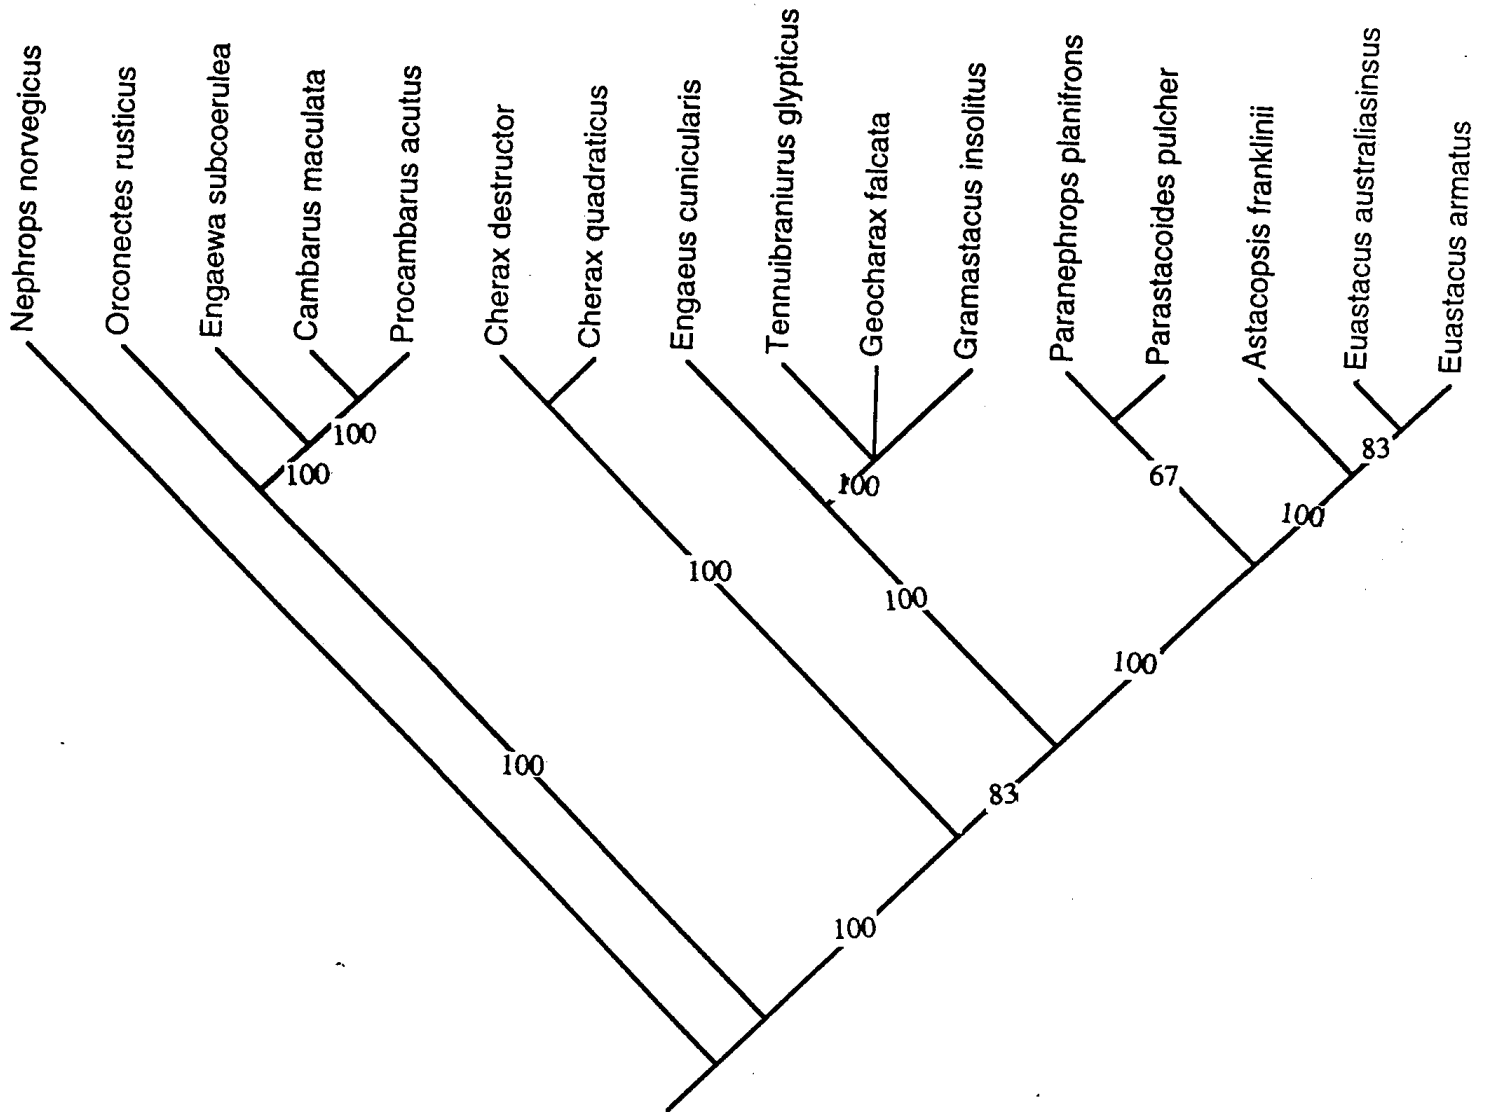 Nephrops norvegicus
Orconectes rusticus
Engaewa subcoerulea
Cambarus maculata
Procambarus acutus
Cherax destructor
Cherax quadraticus
Engaeus cunicularis
Tennuibraniurus glypticus
Geocharax falcata
Gramastacus insolitus
Paranephrops planifrons
Parastacoides pulcher
Astacopsis franklinii
Euastacus australiasinsus
Euastacus armatus
100
100
100
100
100
100
67
83
100
100
83
100